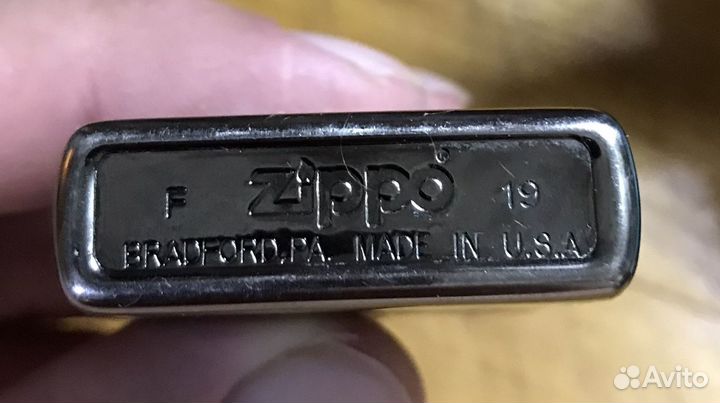 F Zippo® 19
BRADFORD, PA. MADE IN U.S.A
Avito